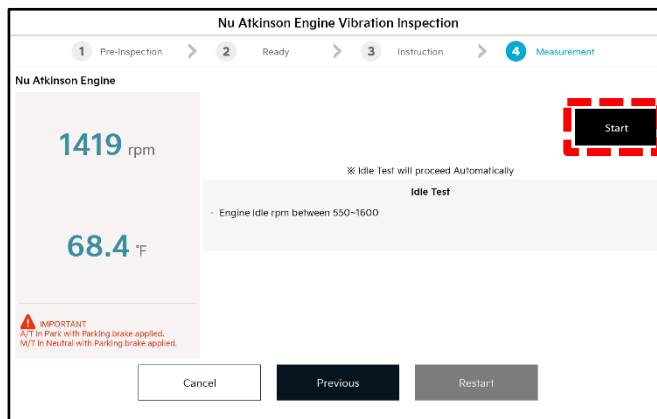 Nu Atkinson Engine Vibration Inspection
1 Pre-Inspection > 2 Ready > 3 Instruction > 4 Measurement
Nu Atkinson Engine
1419 rpm
Start
※ Idle Test will proceed Automatically
Idle Test
- Engine Idle rpm between 550~1600
68.4 °F
IMPORTANT
A/T in Park with Parking brake applied.
M/T in Neutral with Parking brake applied.
Cancel Previous Restart